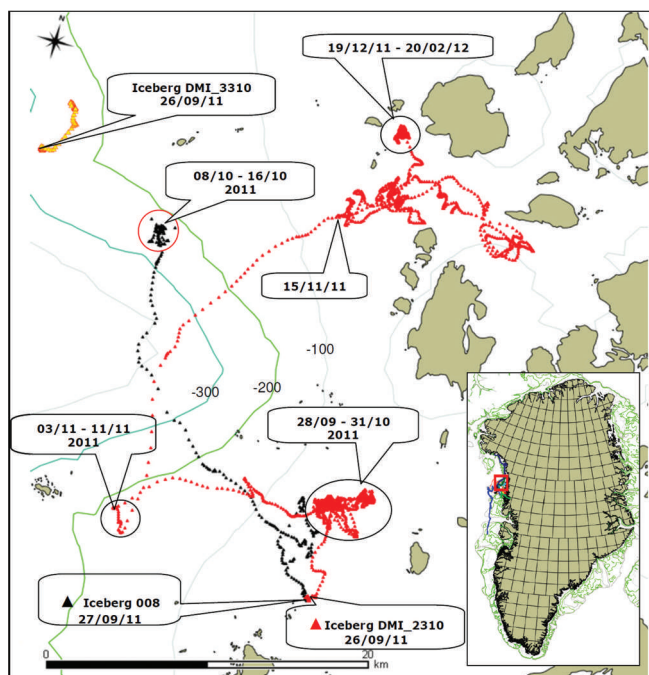 N
19/12/11 - 20/02/12
Iceberg DMI_3310
26/09/11
08/10 - 16/10
2011
15/11/11
-100
-200
-300
03/11 - 11/11
2011
28/09 - 31/10
2011
Iceberg 008
27/09/11
Iceberg DMI_2310
26/09/11
0
20
km